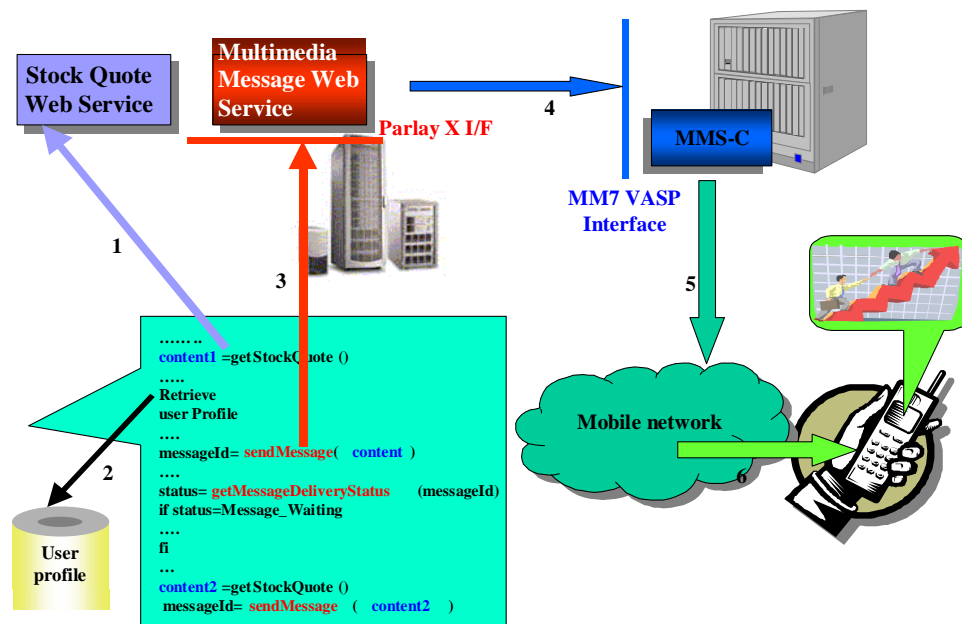 Stock Quote
Web Service
Multimedia
Message Web
Service
Parlay X I/F
4
MMS-C
MM7 VASP
Interface
1
3
5
…… ..
content1 =getStockQuote ()
…..
Retrieve
user Profile
….
messageId= sendMessage( content )
….
status= getMessageDeliveryStatus (messageId)
if status=Message_Waiting
….
fi
…
content2 =getStockQuote ()
messageId= sendMessage ( content2 )
2
User
profile
Mobile network
6